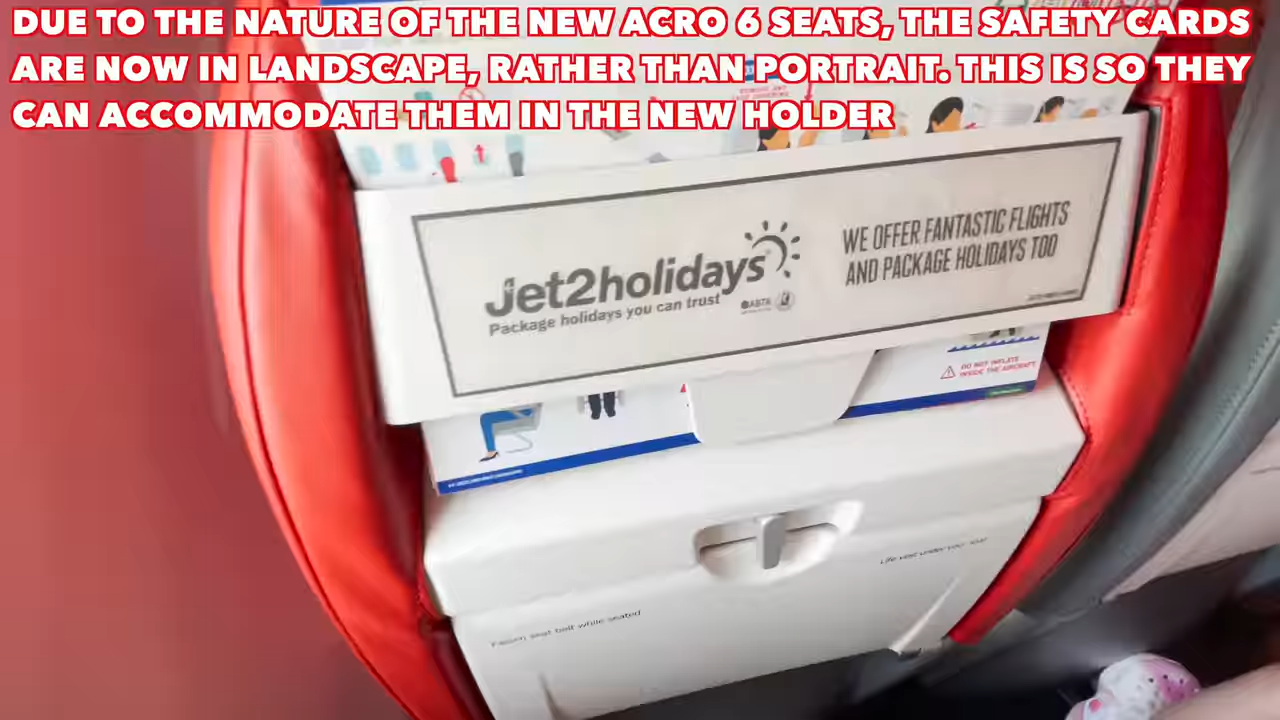 DUE TO THE NATURE OF THE NEW ACRO 6 SEATS, THE SAFETY CARDS
ARE NOW IN LANDSCAPE, RATHER THAN PORTRAIT. THIS IS SO THEY
CAN ACCOMMODATE THEM IN THE NEW HOLDER
Jet2holidays
Package holidays you can trust
ABTA
WE OFFER FANTASTIC FLIGHTS
AND PACKAGE HOLIDAYS TOO
DO NOT INFLATE
INSIDE THE AIRCRAFT
Life vest under your seat
Fasten seat belt while seated